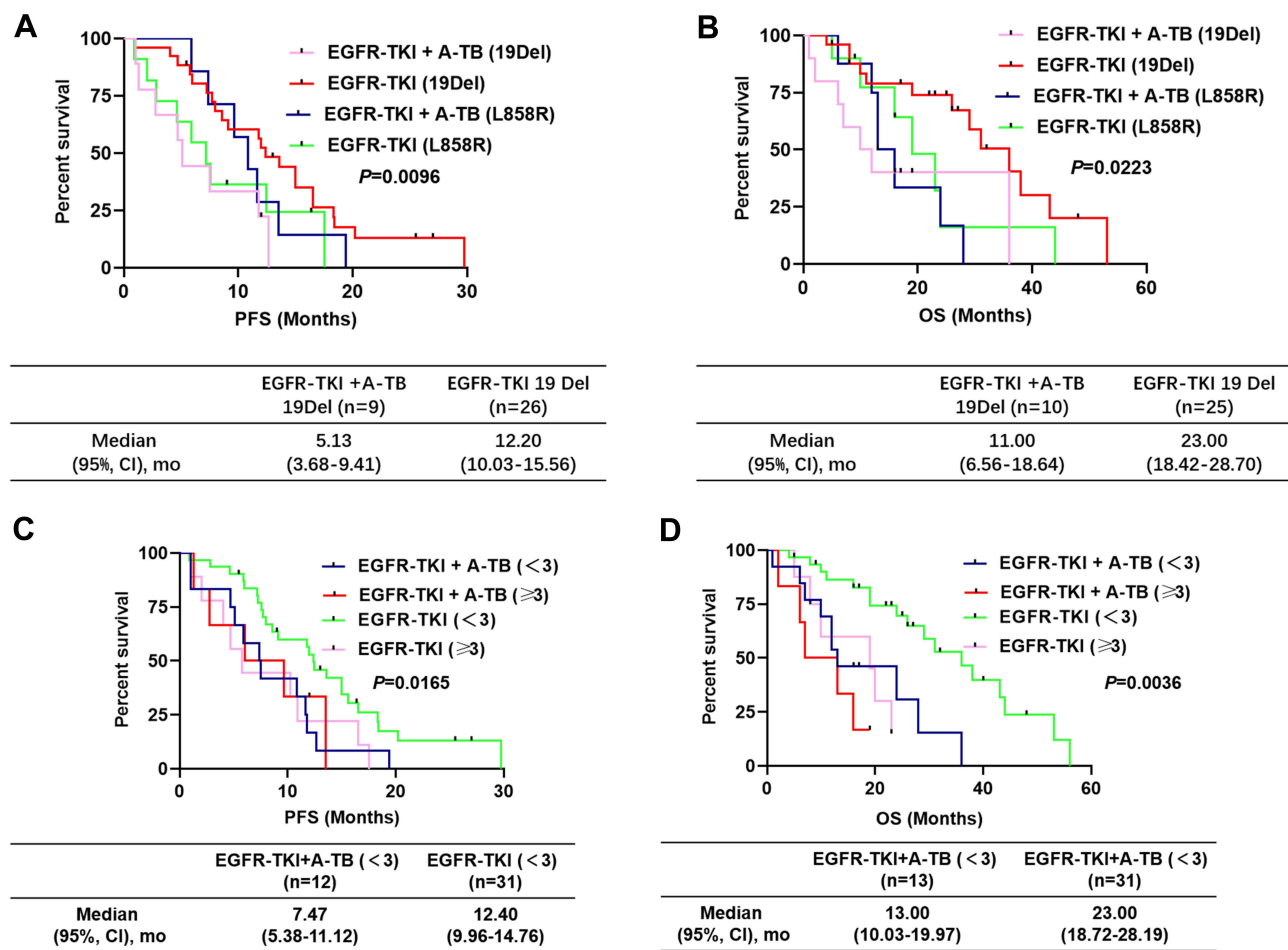 A
100
75
50
25
0
Percent survival
0
10
20
30
PFS (Months)
EGFR-TKI + A-TB (19Del)
EGFR-TKI (19Del)
EGFR-TKI + A-TB (L858R)
EGFR-TKI (L858R)
P=0.0096
EGFR-TKI +A-TB EGFR-TKI 19 Del
19Del (n=9) (n=26)
Median 5.13 12.20
(95%, CI), mo (3.68-9.41) (10.03-15.56)
B
100
75
50
25
0
Percent survival
0
20
40
60
OS (Months)
EGFR-TKI + A-TB (19Del)
EGFR-TKI (19Del)
EGFR-TKI + A-TB (L858R)
EGFR-TKI (L858R)
P=0.0223
EGFR-TKI +A-TB EGFR-TKI 19 Del
19Del (n=10) (n=25)
Median 11.00 23.00
(95%, CI), mo (6.56-18.64) (18.42-28.70)
C
100
75
50
25
0
Percent survival
0
10
20
30
PFS (Months)
EGFR-TKI + A-TB (<3)
EGFR-TKI + A-TB (⩾3)
EGFR-TKI (<3)
EGFR-TKI (⩾3)
P=0.0165
EGFR-TKI+A-TB (<3) EGFR-TKI (<3)
(n=12) (n=31)
Median 7.47 12.40
(95%, CI), mo (5.38-11.12) (9.96-14.76)
D
100
75
50
25
0
Percent survival
0
20
40
60
OS (Months)
EGFR-TKI + A-TB (<3)
EGFR-TKI + A-TB (⩾3)
EGFR-TKI (<3)
EGFR-TKI (⩾3)
P=0.0036
EGFR-TKI+A-TB (<3) EGFR-TKI+A-TB (<3)
(n=13) (n=31)
Median 13.00 23.00
(95%, CI), mo (10.03-19.97) (18.72-28.19)